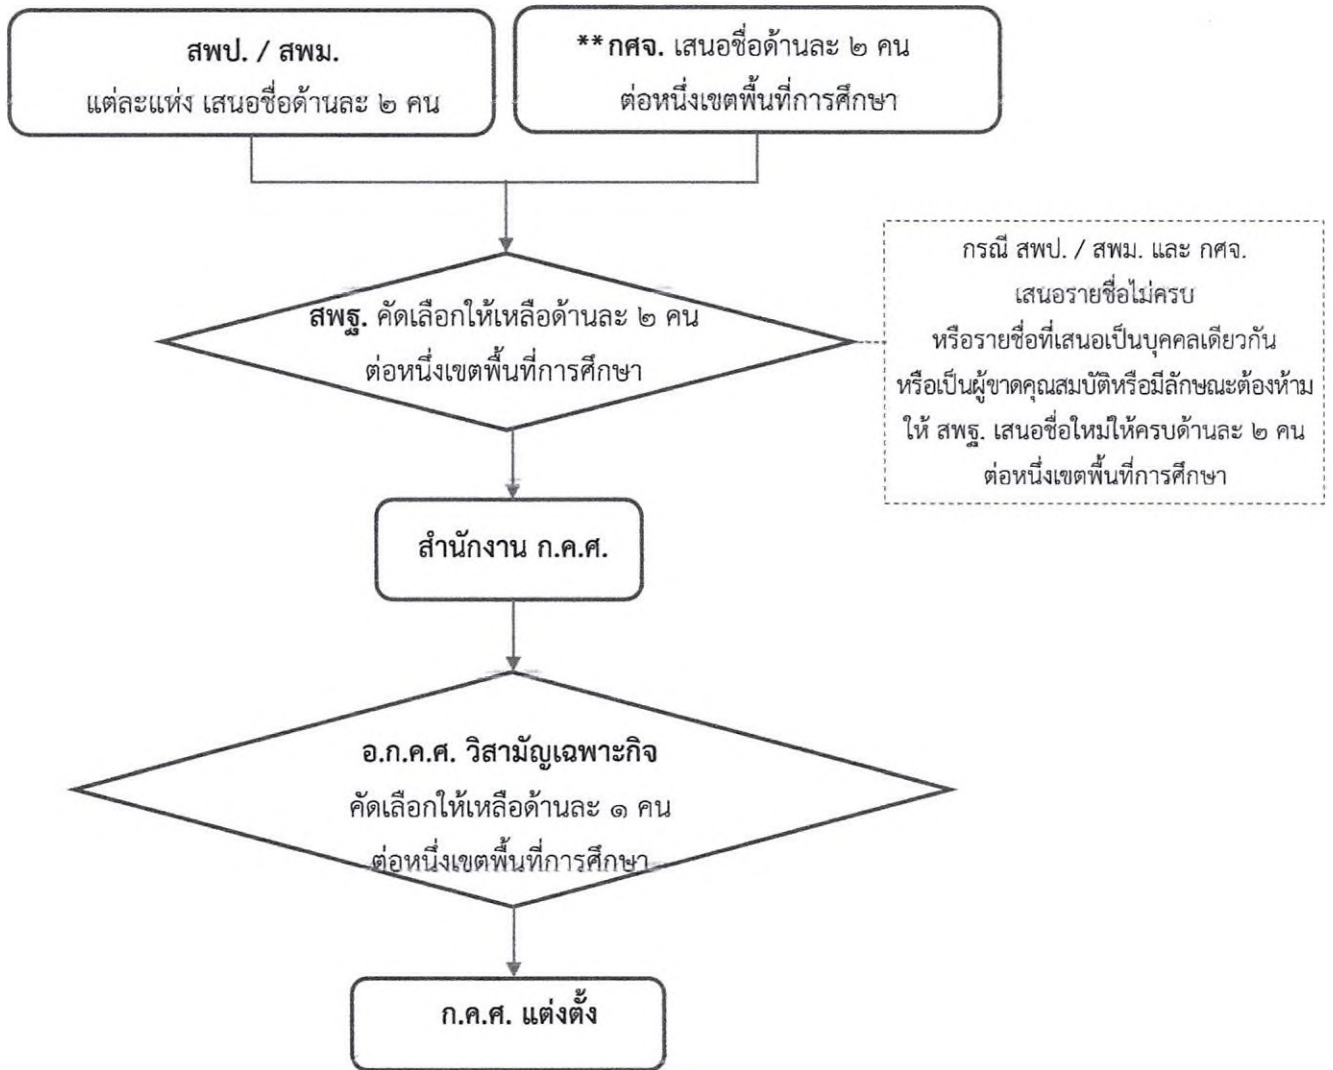 สพป. / สพม.
แต่ละแห่ง เสนอชื่อด้านละ ๒ คน
**กศจ. เสนอชื่อด้านละ ๒ คน
ต่อหนึ่งเขตพื้นที่การศึกษา
สพฐ. คัดเลือกให้เหลือด้านละ ๒ คน
ต่อหนึ่งเขตพื้นที่การศึกษา
กรณี สพป. / สพม. และ กศจ.
เสนอรายชื่อไม่ครบ
หรือรายชื่อที่เสนอเป็นบุคคลเดียวกัน
หรือเป็นผู้ขาดคุณสมบัติหรือมีลักษณะต้องห้าม
ให้ สพฐ. เสนอชื่อใหม่ให้ครบด้านละ ๒ คน
ต่อหนึ่งเขตพื้นที่การศึกษา
สำนักงาน ก.ค.ศ.
อ.ก.ค.ศ. วิสามัญเฉพาะกิจ
คัดเลือกให้เหลือด้านละ ๑ คน
ต่อหนึ่งเขตพื้นที่การศึกษา
ก.ค.ศ. แต่งตั้ง